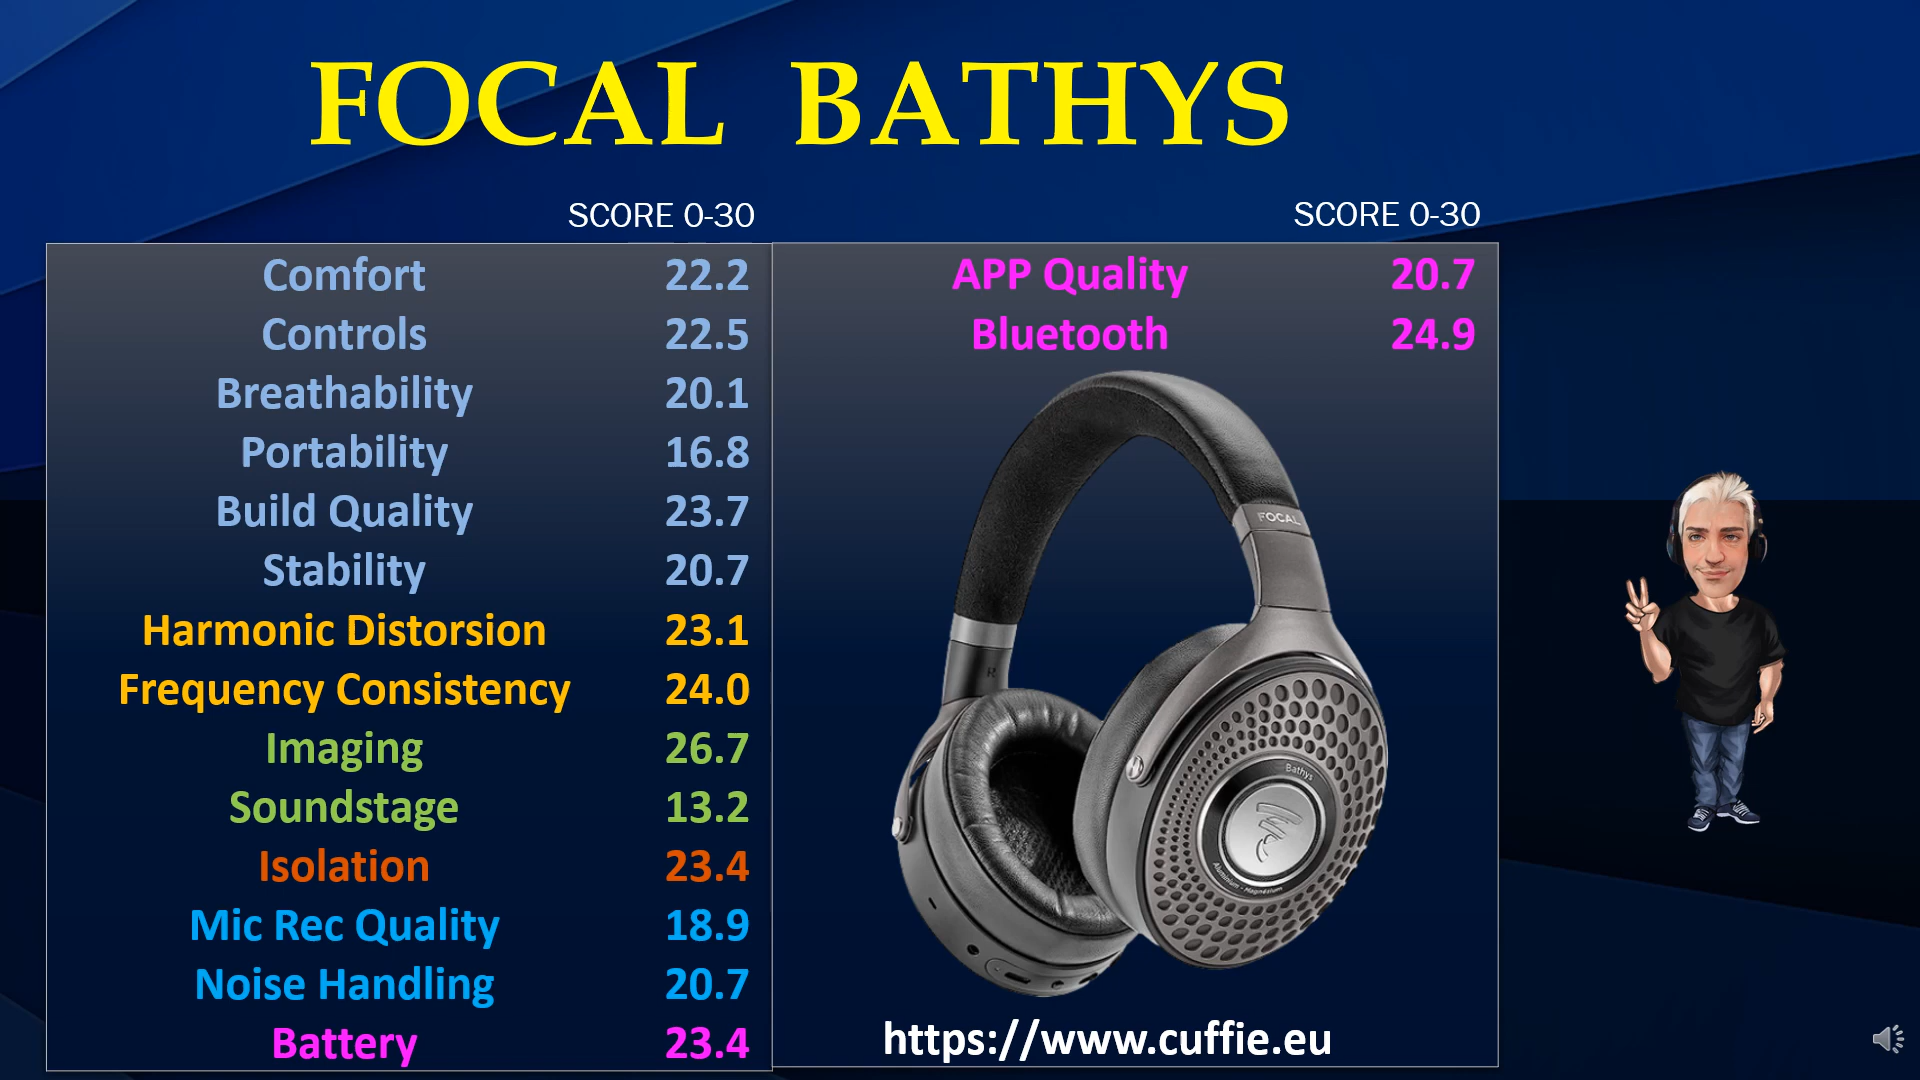 FOCAL BATHYS
SCORE 0-30
Comfort 22.2
Controls 22.5
Breathability 20.1
Portability 16.8
Build Quality 23.7
Stability 20.7
Harmonic Distorsion 23.1
Frequency Consistency 24.0
Imaging 26.7
Soundstage 13.2
Isolation 23.4
Mic Rec Quality 18.9
Noise Handling 20.7
Battery 23.4
SCORE 0-30
APP Quality 20.7
Bluetooth 24.9
FOCAL
R
Bathys
Aluminium - Magnesium
https://www.cuffie.eu